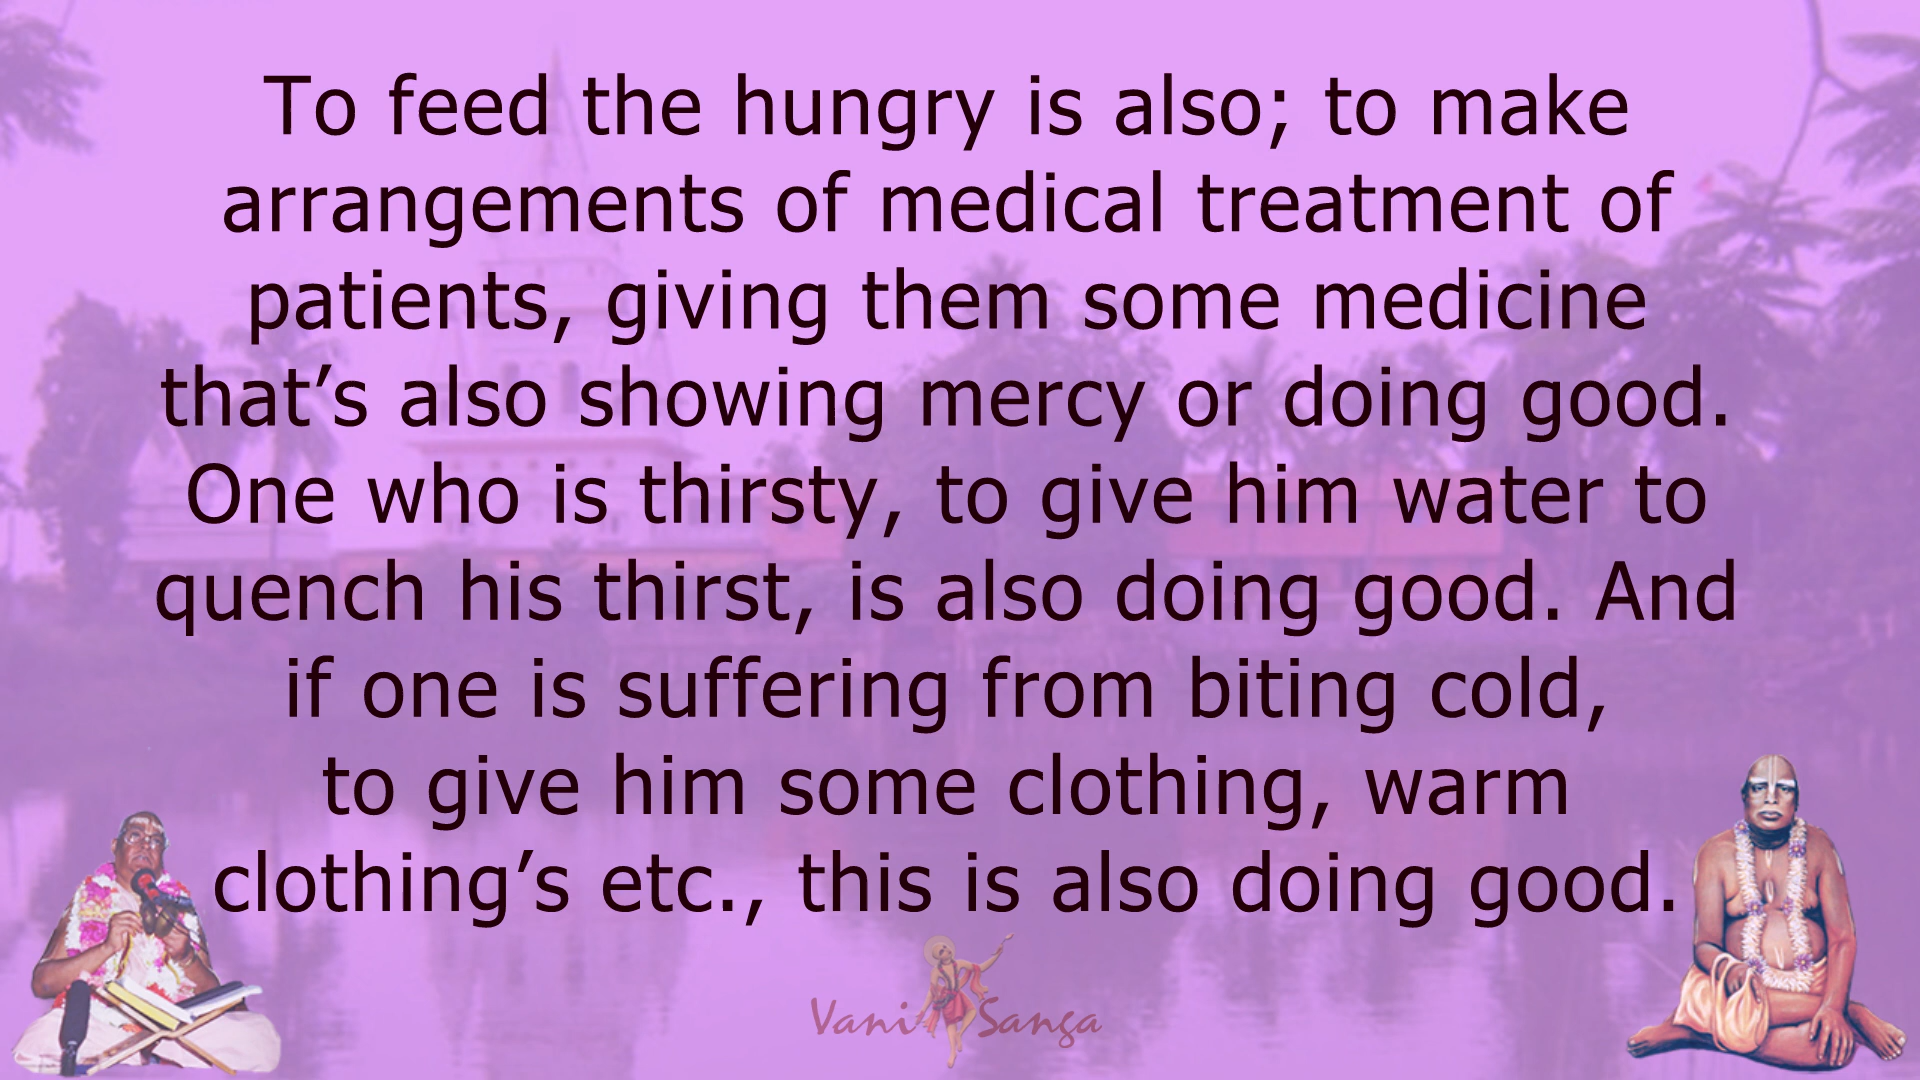 To feed the hungry is also; to make
arrangements of medical treatment of
patients, giving them some medicine
that’s also showing mercy or doing good.
One who is thirsty, to give him water to
quench his thirst, is also doing good. And
if one is suffering from biting cold,
to give him some clothing, warm
clothing’s etc., this is also doing good.
Vani Sanga